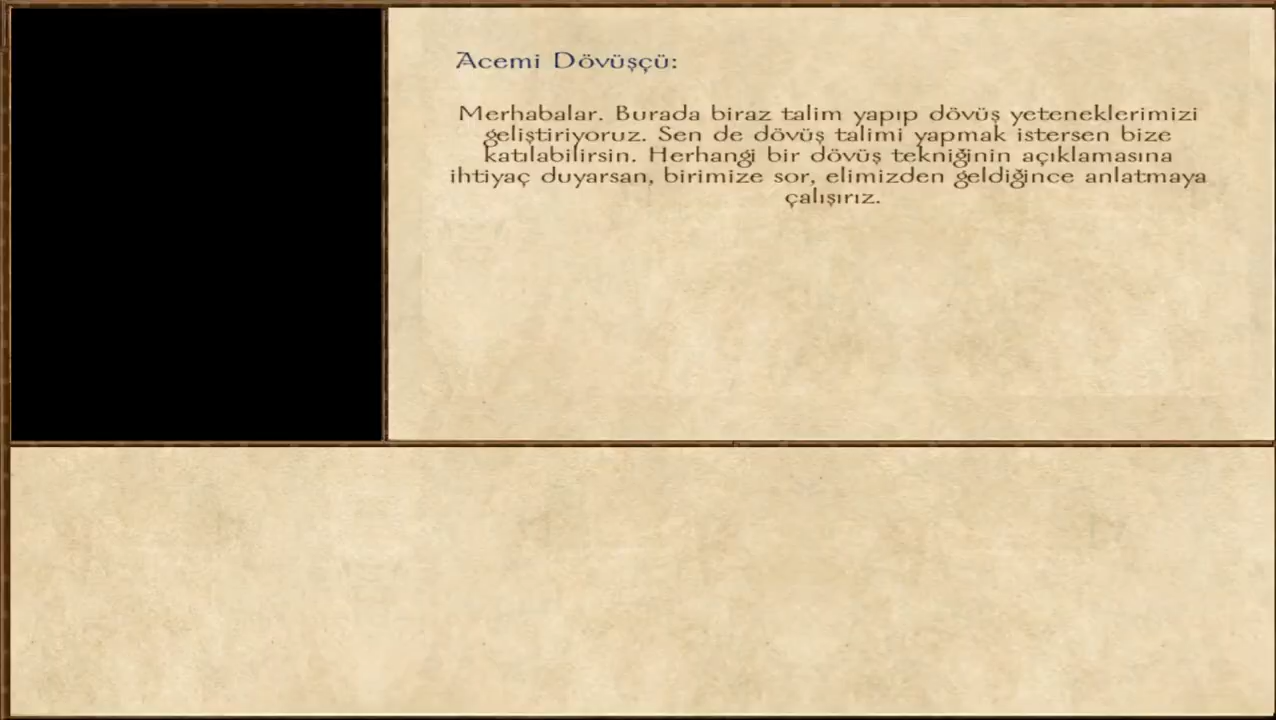 Acemi Dövüşçü:
Merhabalar. Burada biraz talim yapıp dövüş yeteneklerimizi
geliştiriyoruz. Sen de dövüş talimi yapmak istersen bize
katılabilirsin. Herhangi bir dövüş tekniğinin açıklamasına
ihtiyaç duyarsan, birimize sor, elimizden geldiğince anlatmaya
çalışırız.